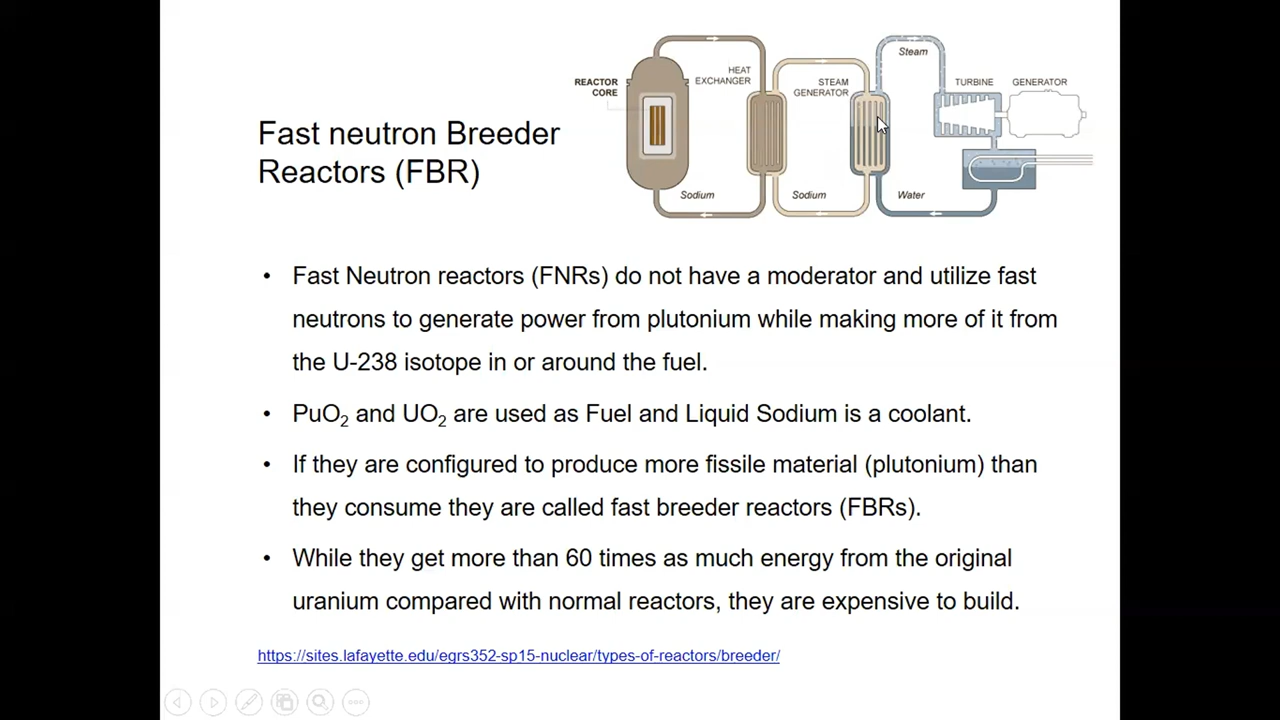 Fast neutron Breeder
Reactors (FBR)
REACTOR
CORE
HEAT
EXCHANGER
STEAM
GENERATOR
Steam
TURBINE
GENERATOR
Sodium
Sodium
Water
• Fast Neutron reactors (FNRs) do not have a moderator and utilize fast
neutrons to generate power from plutonium while making more of it from
the U-238 isotope in or around the fuel.
• PuO₂ and UO₂ are used as Fuel and Liquid Sodium is a coolant.
• If they are configured to produce more fissile material (plutonium) than
they consume they are called fast breeder reactors (FBRs).
• While they get more than 60 times as much energy from the original
uranium compared with normal reactors, they are expensive to build.
https://sites.lafayette.edu/egrs352-sp15-nuclear/types-of-reactors/breeder/